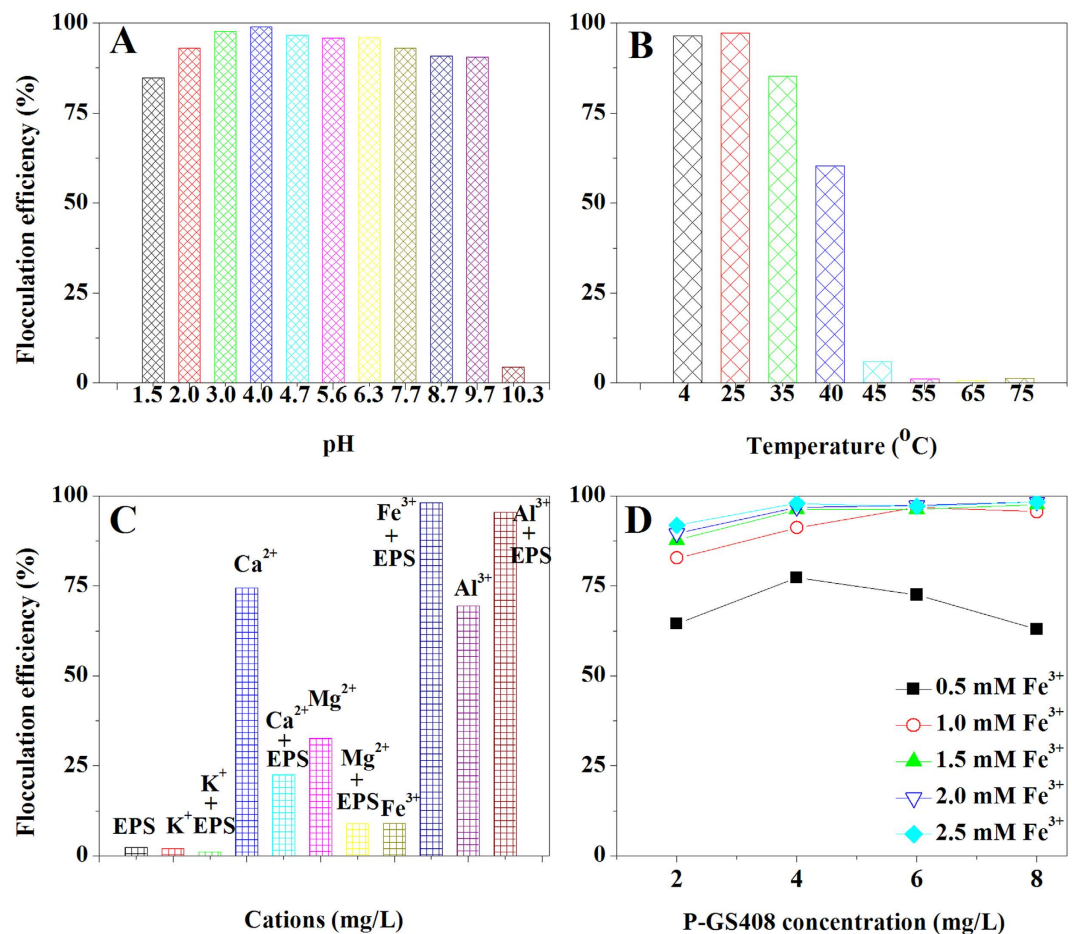 A
Flocculation efficiency (%)
100
75
50
25
0
1.5 2.0 3.0 4.0 4.7 5.6 6.3 7.7 8.7 9.7 10.3
pH
B
100
75
50
25
0
4 25 35 40 45 55 65 75
Temperature (⁰C)
C
Flocculation efficiency (%)
100
75
50
25
0
EPS
K⁺
K⁺
+
EPS
Ca²⁺
Ca²⁺
+
EPS
Mg²⁺
Mg²⁺
+
EPS
Fe³⁺
Fe³⁺
+
EPS
Al³⁺
Al³⁺
+
EPS
Cations (mg/L)
D
100
75
50
25
0
0.5 mM Fe³⁺
1.0 mM Fe³⁺
1.5 mM Fe³⁺
2.0 mM Fe³⁺
2.5 mM Fe³⁺
2 4 6 8
P-GS408 concentration (mg/L)